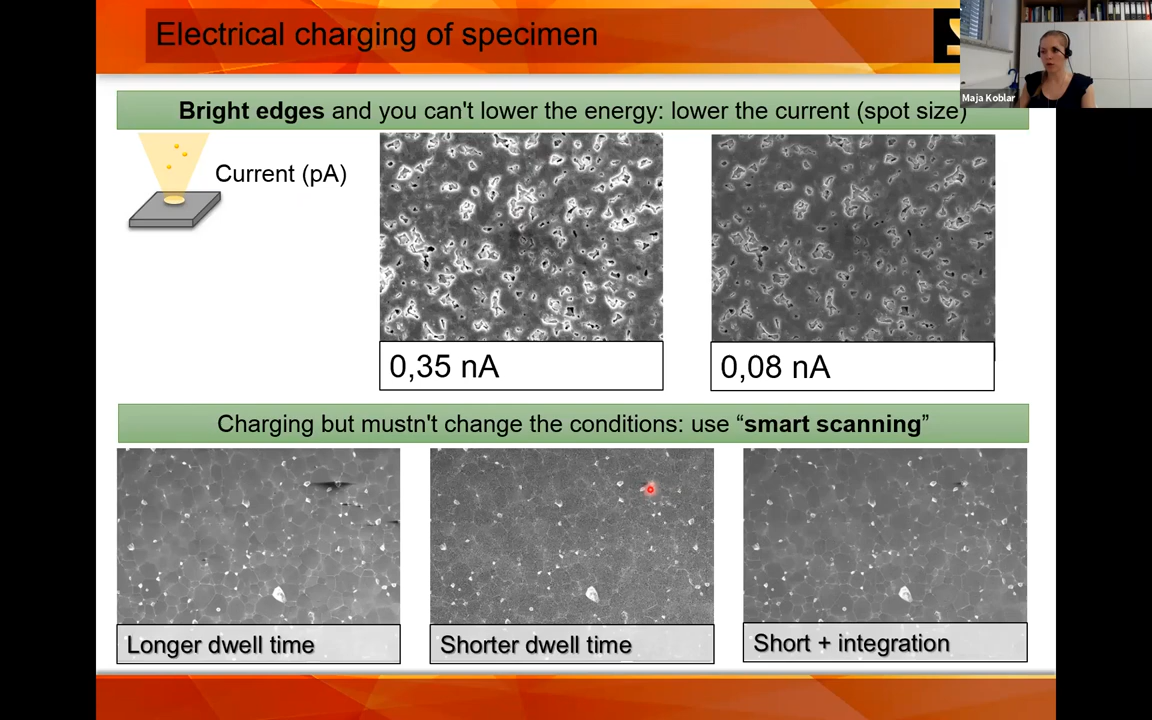 Electrical charging of specimen
Maja Koblar
Bright edges and you can't lower the energy: lower the current (spot size)
Current (pA)
0,35 nA
0,08 nA
Charging but mustn't change the conditions: use “smart scanning”
Longer dwell time
Shorter dwell time
Short + integration